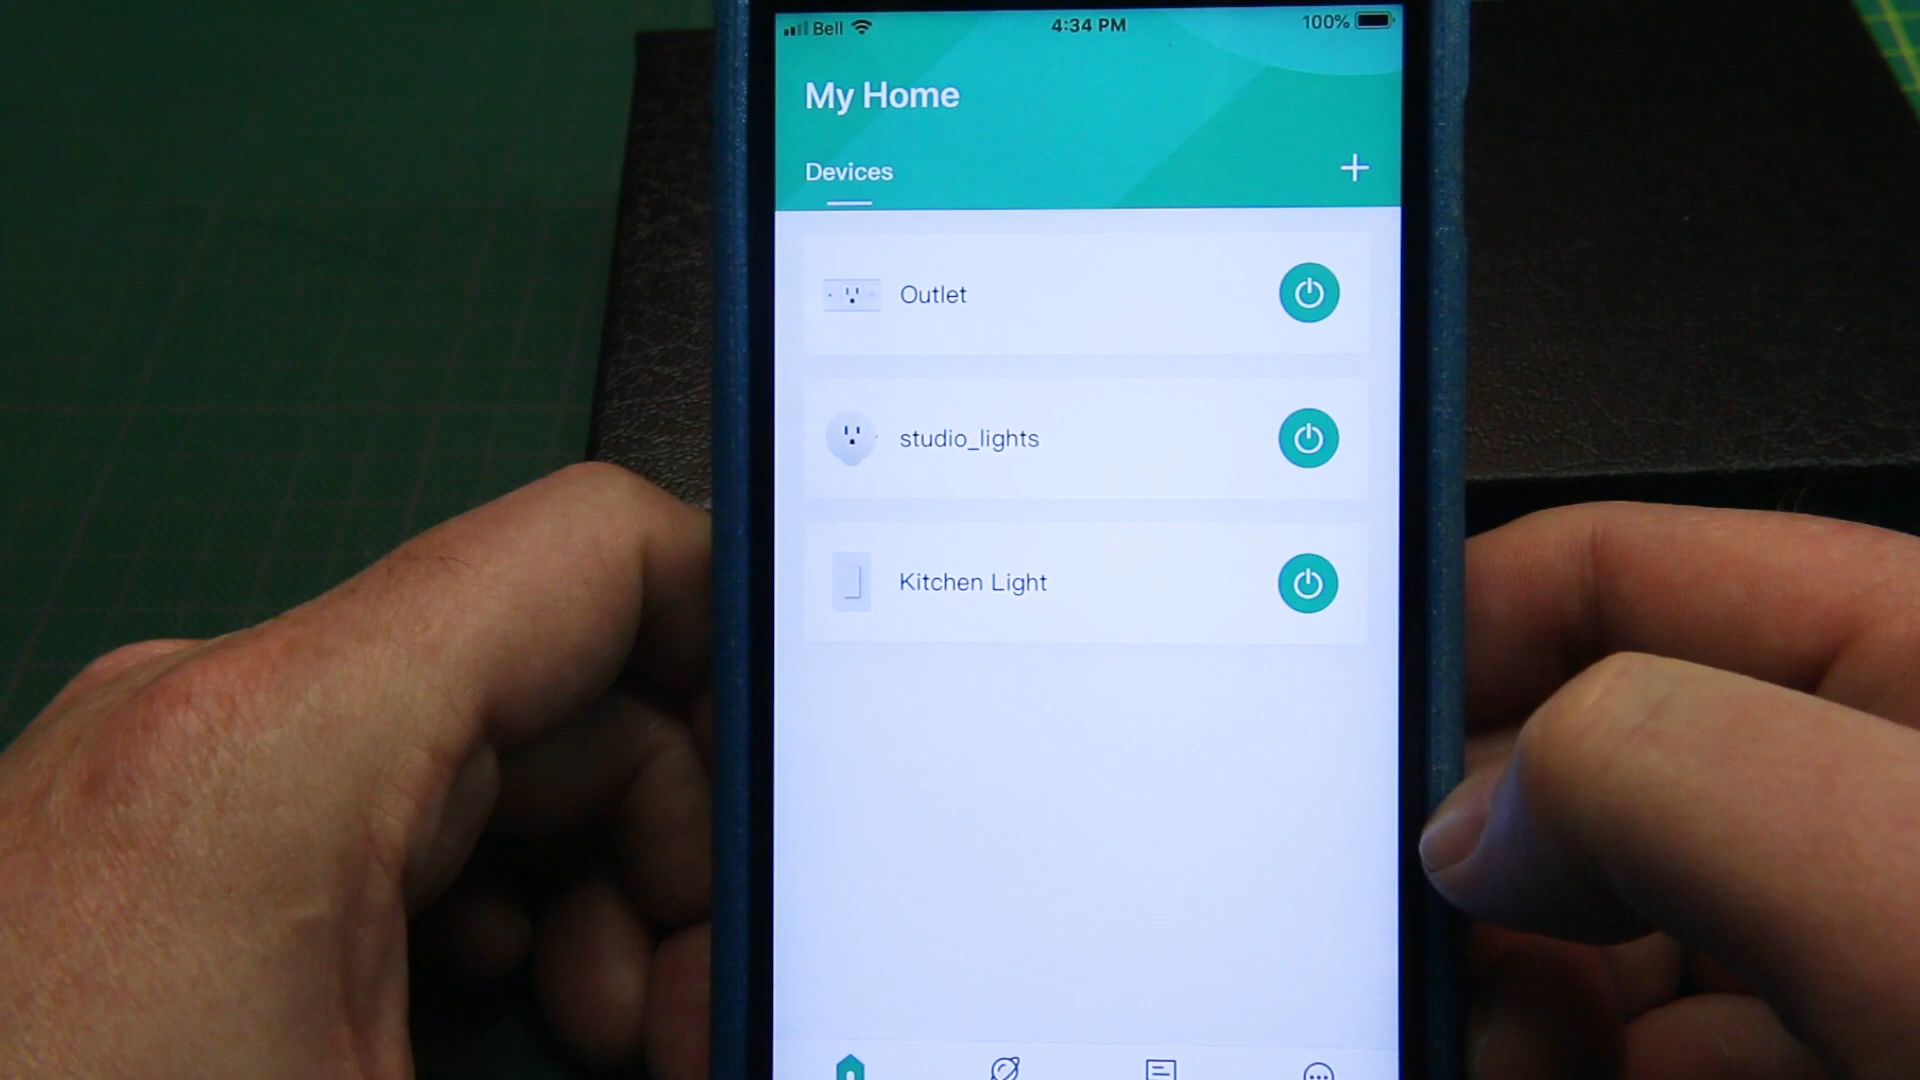 Bell 4:34 PM 100%
My Home
Devices
Outlet
studio_lights
Kitchen Light